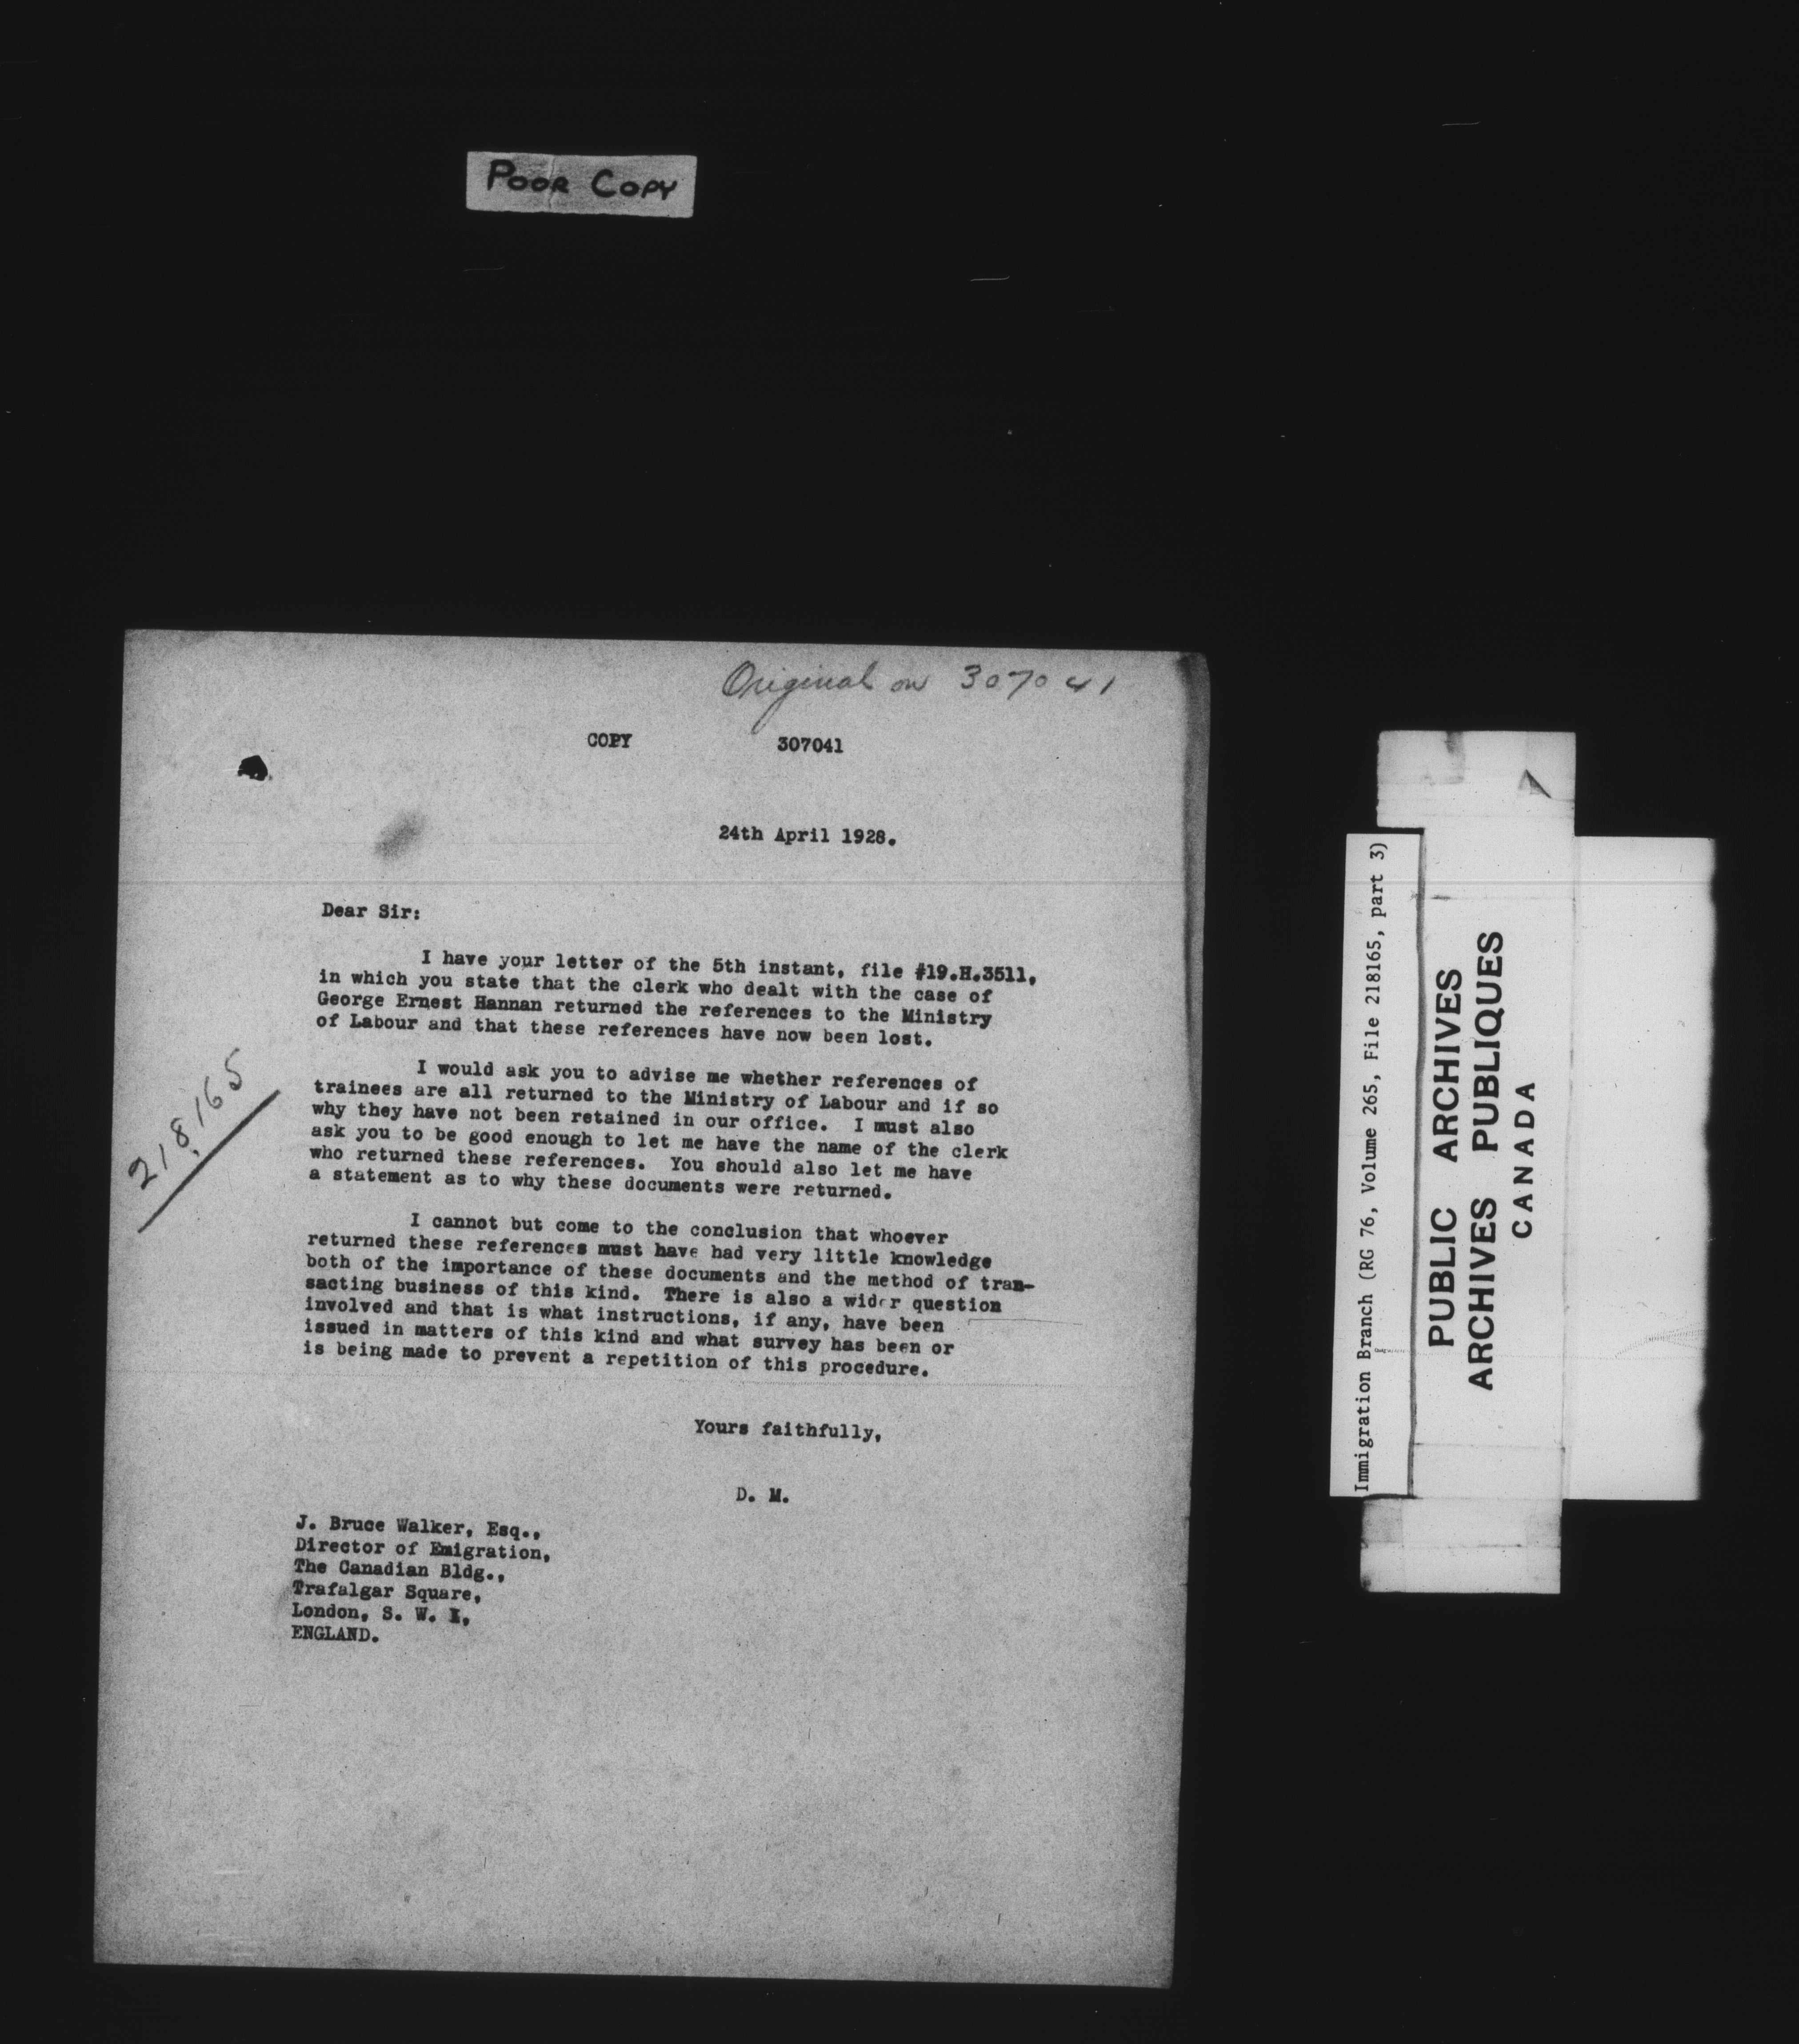 POOR COPY
Original on 307041
COPY 307041
24th April 1928.
Dear Sir:
I have your letter of the 5th instant, file #19.H.3511,
in which you state that the clerk who dealt with the case of
George Ernest Hannan returned the references to the Ministry
of Labour and that these references have now been lost.
I would ask you to advise me whether references of
trainees are all returned to the Ministry of Labour and if so
why they have not been retained in our office. I must also
ask you to be good enough to let me have the name of the clerk
who returned these references. You should also let me have
a statement as to why these documents were returned.
218165
I cannot but come to the conclusion that whoever
returned these references must have had very little knowledge
both of the importance of these documents and the method of tran-
sacting business of this kind. There is also a wider question
involved and that is what instructions, if any, have been
issued in matters of this kind and what survey has been or
is being made to prevent a repetition of this procedure.
Yours faithfully,
D. M.
J. Bruce Walker, Esq.,
Director of Emigration,
The Canadian Bldg.,
Trafalgar Square,
London, S. W. 1,
ENGLAND.
Immigration Branch (RG 76, Volume 265, File 218165, part 3)
PUBLIC ARCHIVES
ARCHIVES PUBLIQUES
CANADA